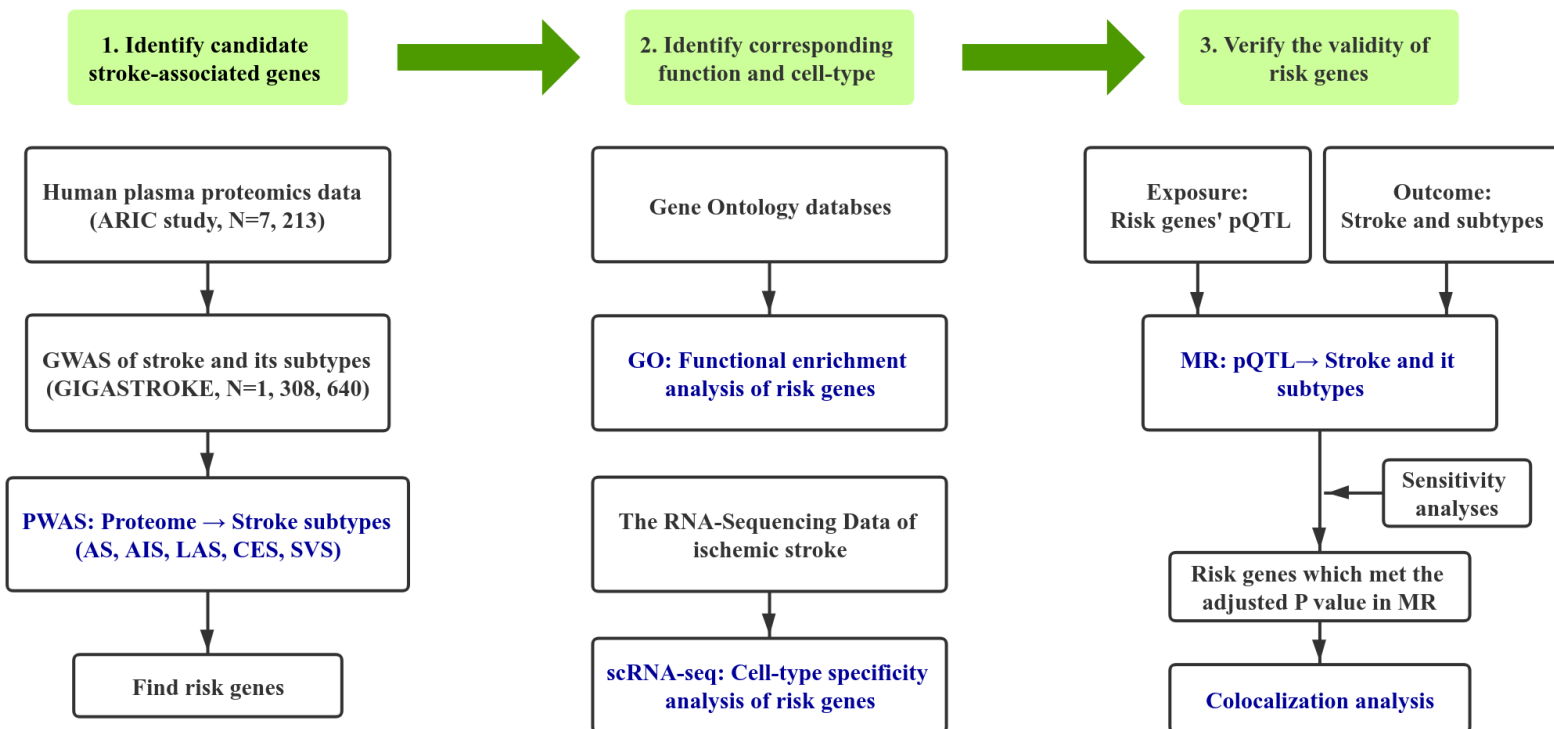 1. Identify candidate
stroke-associated genes
2. Identify corresponding
function and cell-type
3. Verify the validity of
risk genes
Human plasma proteomics data
(ARIC study, N=7, 213)
GWAS of stroke and its subtypes
(GIGASTROKE, N=1, 308, 640)
PWAS: Proteome → Stroke subtypes
(AS, AIS, LAS, CES, SVS)
Find risk genes
Gene Ontology databses
GO: Functional enrichment
analysis of risk genes
The RNA-Sequencing Data of
ischemic stroke
scRNA-seq: Cell-type specificity
analysis of risk genes
Exposure:
Risk genes' pQTL
Outcome:
Stroke and subtypes
MR: pQTL→ Stroke and it
subtypes
Sensitivity
analyses
Risk genes which met the
adjusted P value in MR
Colocalization analysis